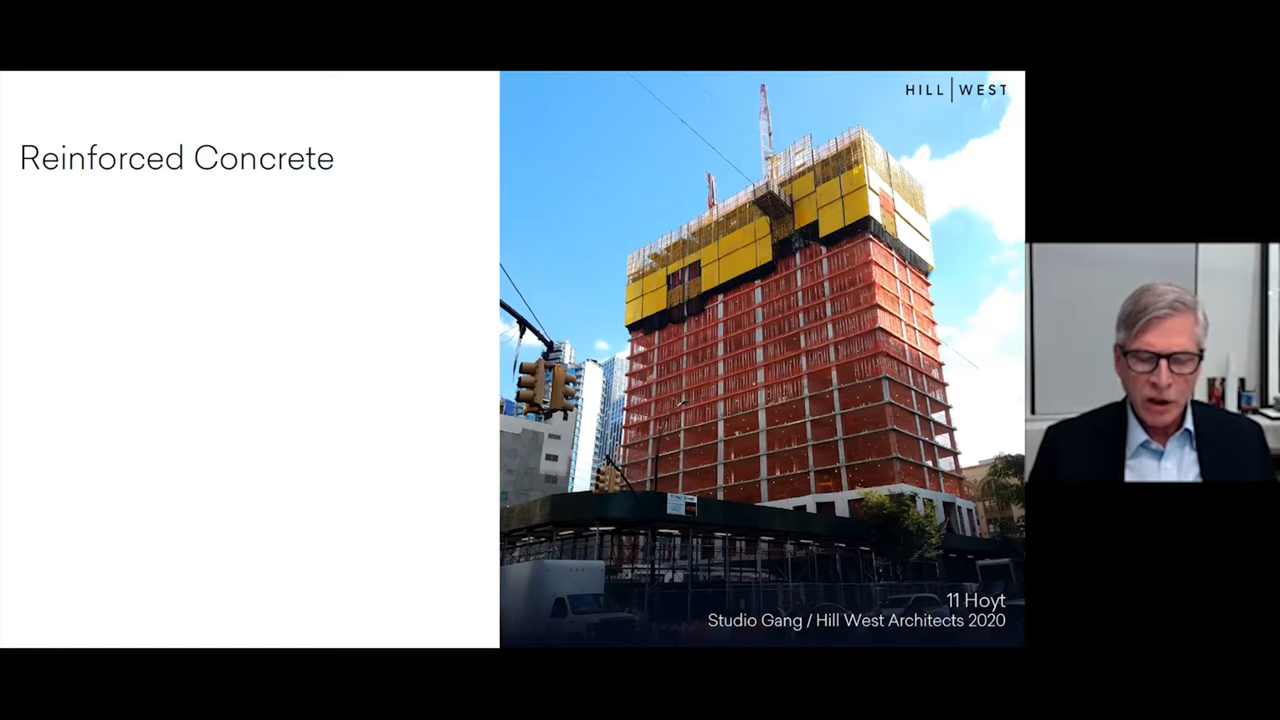 Reinforced Concrete
HILL | WEST
11 Hoyt
Studio Gang / Hill West Architects 2020